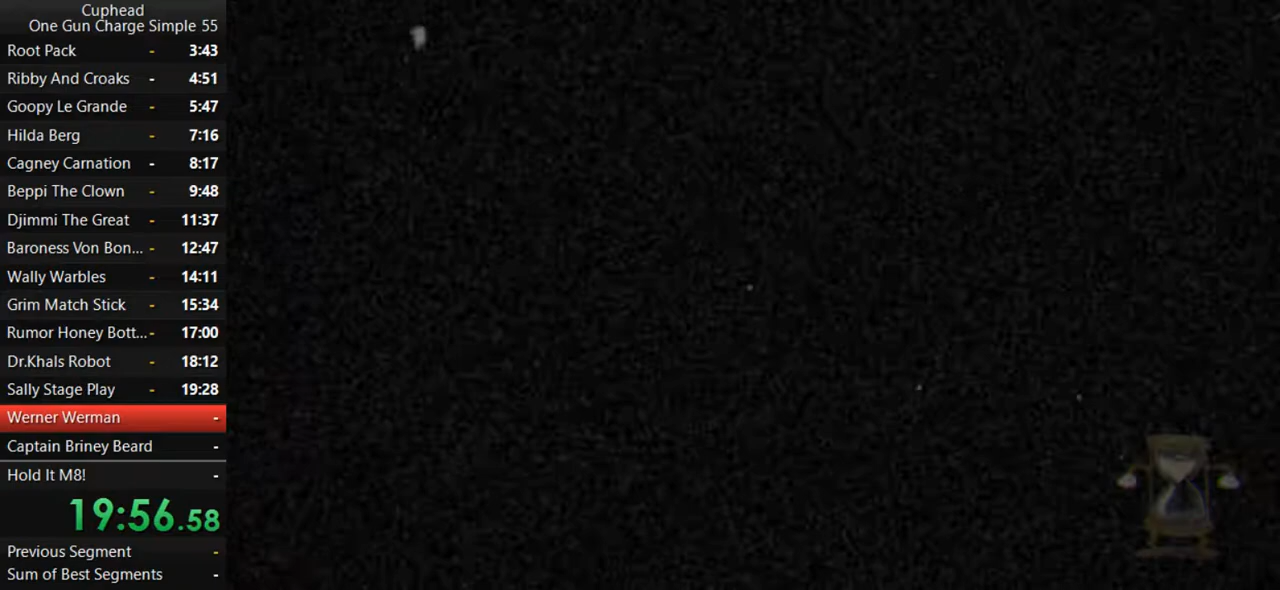 Cuphead
One Gun Charge Simple 55
Root Pack - 3:43
Ribby And Croaks - 4:51
Goopy Le Grande - 5:47
Hilda Berg - 7:16
Cagney Carnation - 8:17
Beppi The Clown - 9:48
Djimmi The Great - 11:37
Baroness Von Bon... - 12:47
Wally Warbles - 14:11
Grim Match Stick - 15:34
Rumor Honey Bott... - 17:00
Dr.Khals Robot - 18:12
Sally Stage Play - 19:28
Werner Werman -
Captain Briney Beard -
Hold It M8! -
19:56.58
Previous Segment -
Sum of Best Segments -